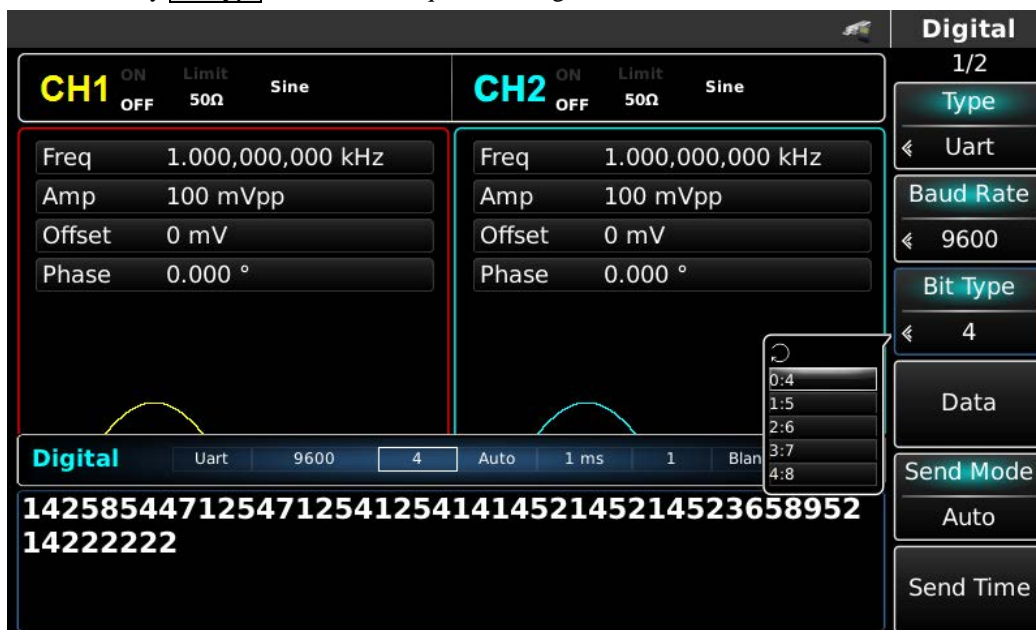 Digital
1/2
CH1 ON OFF Limit 50Ω Sine
CH2 ON OFF Limit 50Ω Sine
Type
Uart
Freq 1.000,000,000 kHz
Amp 100 mVpp
Offset 0 mV
Phase 0.000 °
Freq 1.000,000,000 kHz
Amp 100 mVpp
Offset 0 mV
Phase 0.000 °
Baud Rate
9600
Bit Type
4
0:4
1:5
2:6
3:7
4:8
Data
Digital Uart 9600 4 Auto 1 ms 1 Blan
Send Mode
Auto
1425854471254712541254141452145214523658952
14222222
Send Time